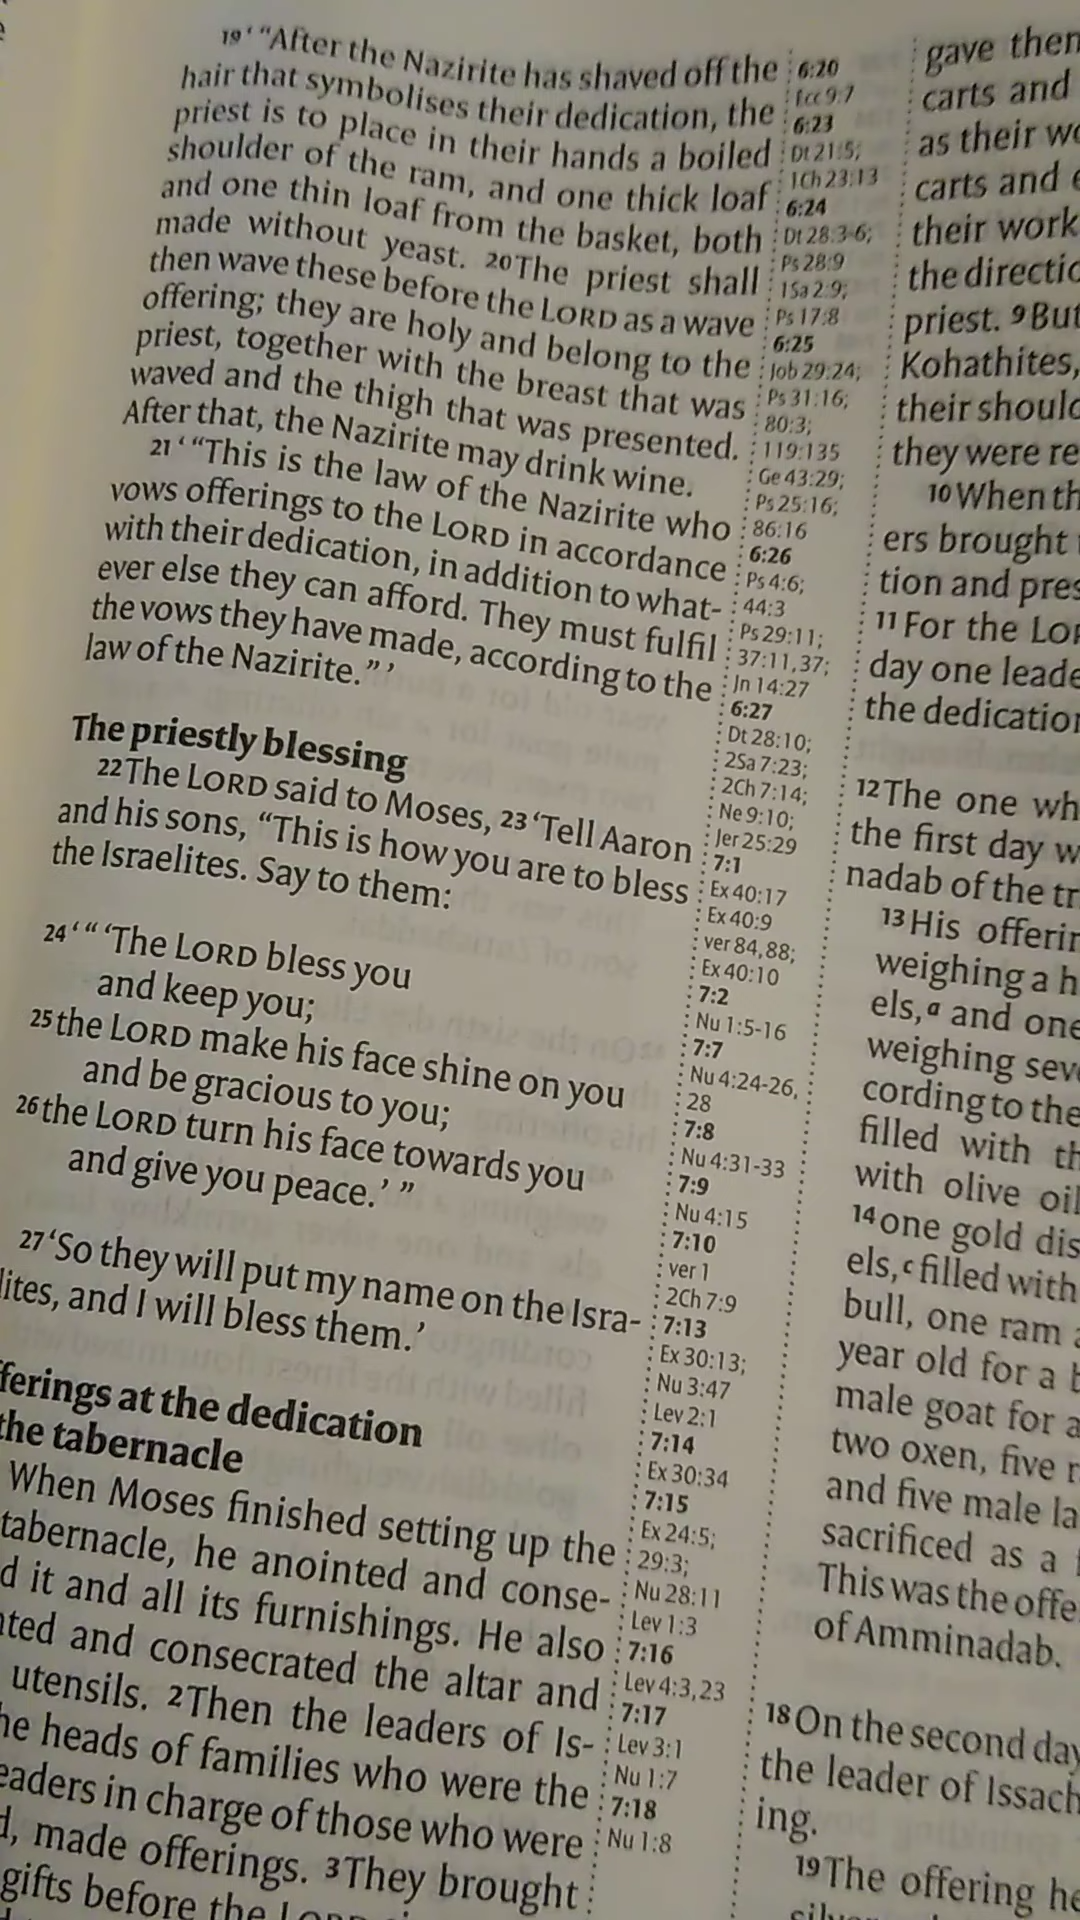 19 ‘ “After the Nazirite has shaved off the
hair that symbolises their dedication, the
priest is to place in their hands a boiled
shoulder of the ram, and one thick loaf
and one thin loaf from the basket, both
made without yeast. 20 The priest shall
then wave these before the LORD as a wave
offering; they are holy and belong to the
priest, together with the breast that was
waved and the thigh that was presented.
After that, the Nazirite may drink wine.
21 ‘ “This is the law of the Nazirite who
vows offerings to the LORD in accordance
with their dedication, in addition to what-
ever else they can afford. They must fulfil
the vows they have made, according to the
law of the Nazirite.” ’
The priestly blessing
22 The LORD said to Moses, 23 ‘Tell Aaron
and his sons, “This is how you are to bless
the Israelites. Say to them:
24 ‘ “ ‘The LORD bless you
and keep you;
25 the LORD make his face shine on you
and be gracious to you;
26 the LORD turn his face towards you
and give you peace.’ ”
27 ‘So they will put my name on the Isra-
lites, and I will bless them.’
ferings at the dedication
the tabernacle
When Moses finished setting up the
tabernacle, he anointed and conse-
d it and all its furnishings. He also
ted and consecrated the altar and
utensils. 2 Then the leaders of Is-
he heads of families who were the
eaders in charge of those who were
d, made offerings. 3 They brought
gifts before the LORD
6:20
Ecc 9:7
6:23
Dt 21:5;
1Ch 23:13
6:24
Dt 28:3-6;
Ps 28:9
1Sa 2:9;
Ps 17:8
6:25
Job 29:24;
Ps 31:16;
80:3;
119:135
Ge 43:29;
Ps 25:16;
86:16
6:26
Ps 4:6;
44:3
Ps 29:11;
37:11,37;
Jn 14:27
6:27
Dt 28:10;
2Sa 7:23;
2Ch 7:14;
Ne 9:10;
Jer 25:29
7:1
Ex 40:17
Ex 40:9
ver 84,88;
Ex 40:10
7:2
Nu 1:5-16
7:7
Nu 4:24-26,
28
7:8
Nu 4:31-33
7:9
Nu 4:15
7:10
ver 1
2Ch 7:9
7:13
Ex 30:13;
Nu 3:47
Lev 2:1
7:14
Ex 30:34
7:15
Ex 24:5;
29:3;
Nu 28:11
Lev 1:3
7:16
Lev 4:3,23
7:17
Lev 3:1
Nu 1:7
7:18
Nu 1:8
gave them
carts and
as their wo
carts and e
their work
the directio
priest. 9 But
Kohathites,
their should
they were re
10 When th
ers brought
tion and pres
11 For the LOR
day one leade
the dedication
12 The one wh
the first day w
nadab of the tr
13 His offerin
weighing a h
els,a and one
weighing seve
cording to the
filled with th
with olive oil
14 one gold dis
els,c filled with
bull, one ram a
year old for a b
male goat for a
two oxen, five r
and five male la
sacrificed as a
This was the offe
of Amminadab.
18 On the second day
the leader of Issach
ing.
19 The offering he